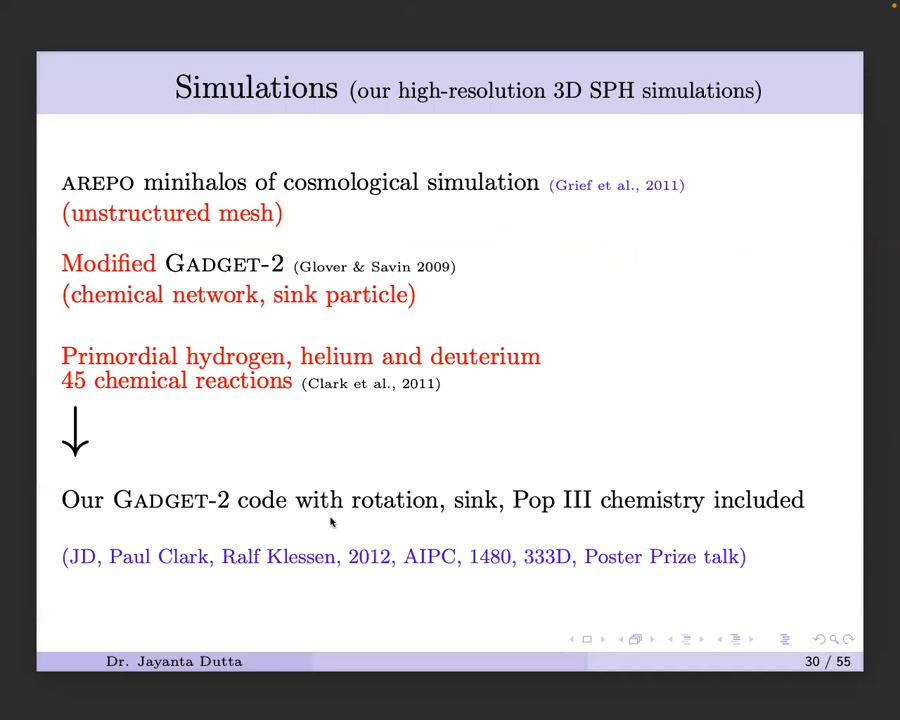 Simulations (our high-resolution 3D SPH simulations)
AREPO minihalos of cosmological simulation (Grief et al., 2011)
(unstructured mesh)
Modified GADGET-2 (Glover & Savin 2009)
(chemical network, sink particle)
Primordial hydrogen, helium and deuterium
45 chemical reactions (Clark et al., 2011)
Our GADGET-2 code with rotation, sink, Pop III chemistry included
(JD, Paul Clark, Ralf Klessen, 2012, AIPC, 1480, 333D, Poster Prize talk)
Dr. Jayanta Dutta
30 / 55